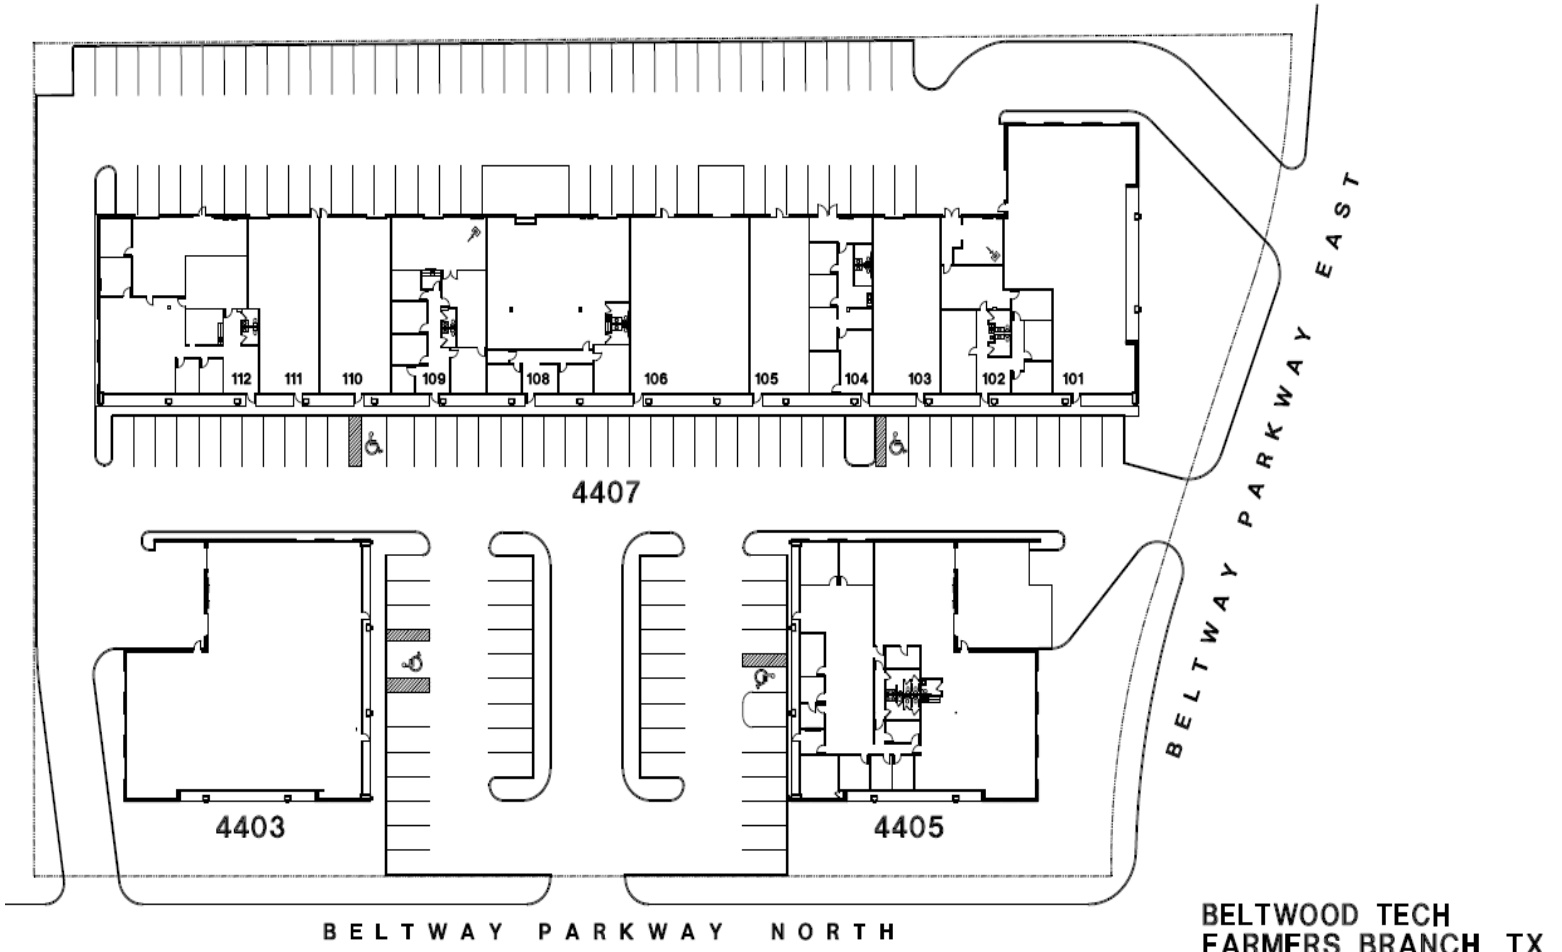 112 111 110 109 108 106 105 104 103 102 101
4407
4403
4405
BELTWAY PARKWAY EAST
BELTWAY PARKWAY NORTH
BELTWOOD TECH
FARMERS BRANCH, TX